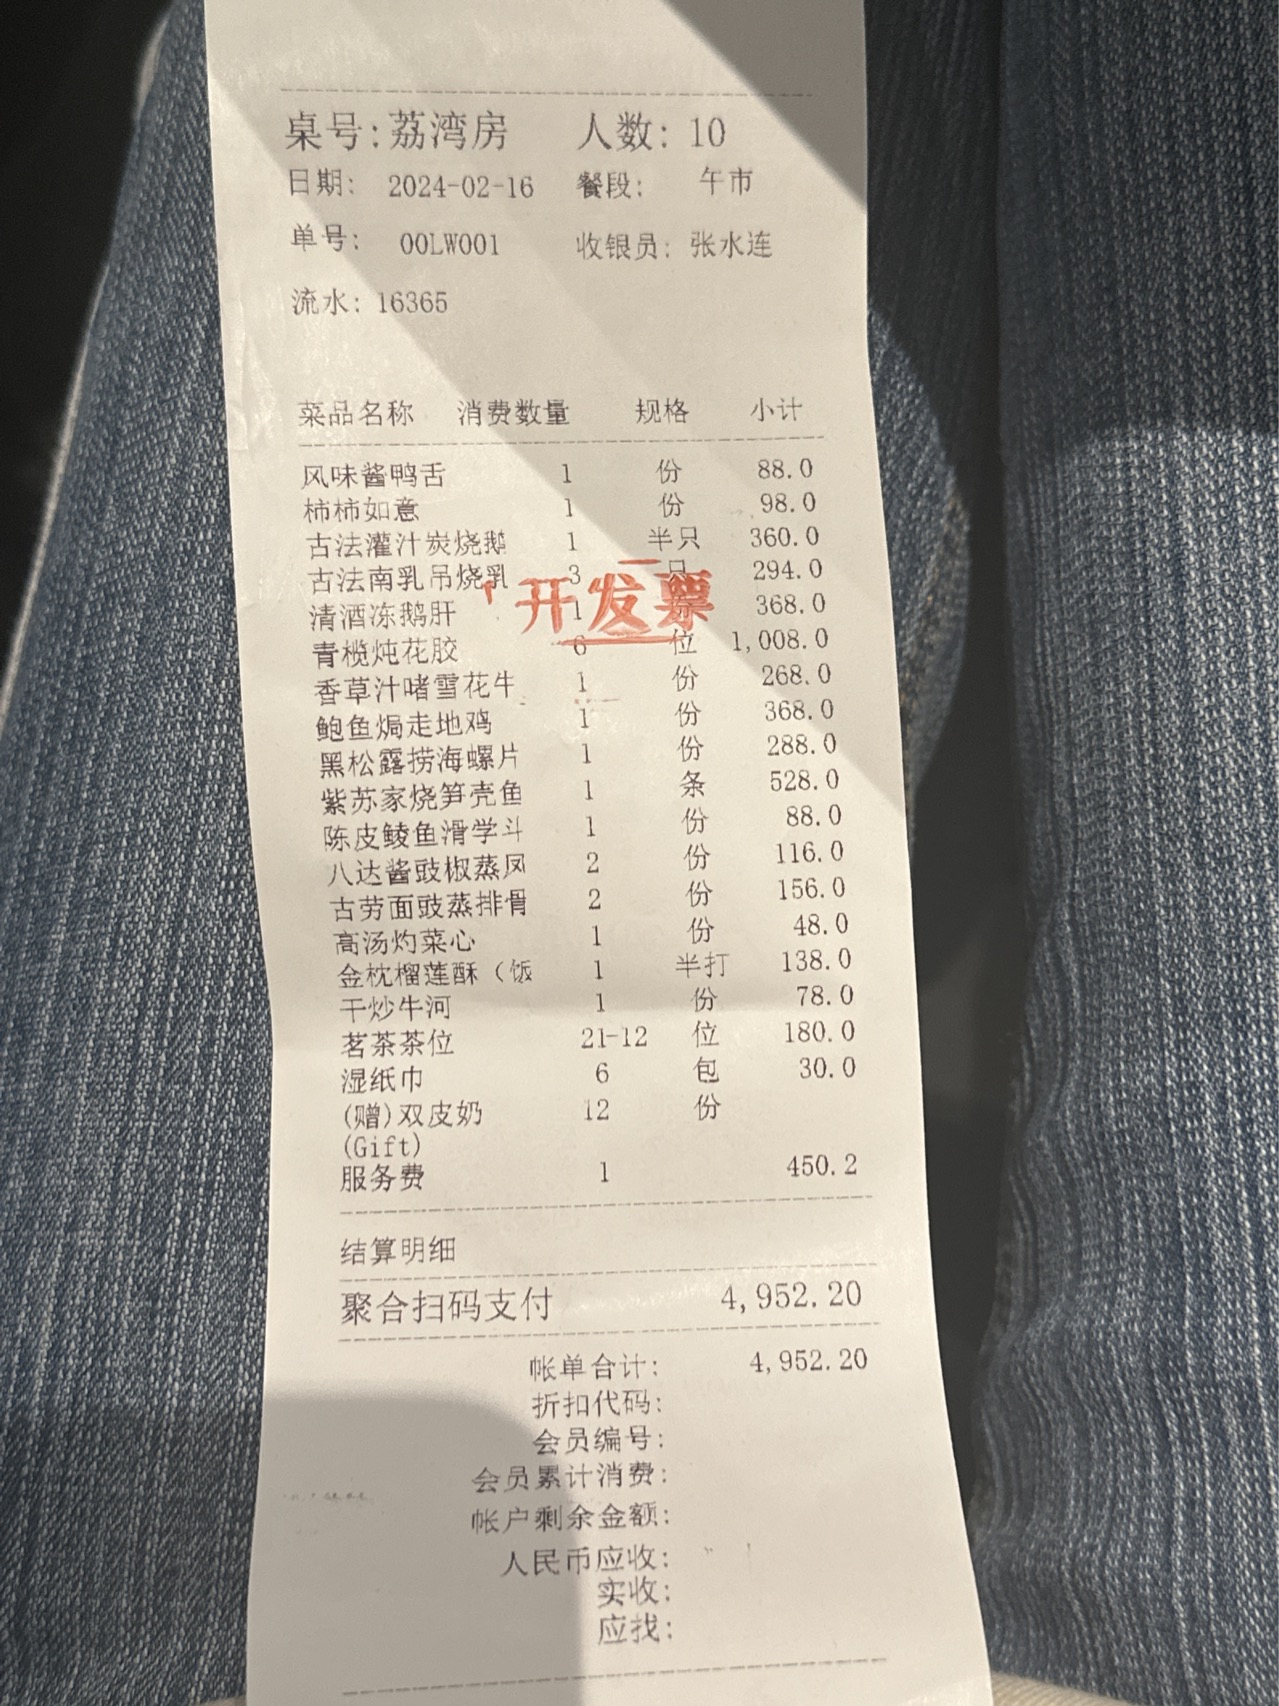 桌号:荔湾房 人数: 10
日期: 2024-02-16 餐段: 午市
单号: 00LW001 收银员: 张水连
流水: 16365
菜品名称 消费数量 规格 小计
风味酱鸭舌 1 份 88.0
柿柿如意 1 份 98.0
古法灌汁炭烧鹅 1 半只 360.0
古法南乳吊烧乳 3 只 294.0
开发票
清酒冻鹅肝 1 368.0
青榄炖花胶 6 位 1,008.0
香草汁啫雪花牛 1 份 268.0
鲍鱼焗走地鸡 1 份 368.0
黑松露捞海螺片 1 份 288.0
紫苏家烧笋壳鱼 1 条 528.0
陈皮鲮鱼滑学斗 1 份 88.0
八达酱豉椒蒸凤 2 份 116.0
古劳面豉蒸排骨 2 份 156.0
高汤灼菜心 1 份 48.0
金枕榴莲酥（饭 1 半打 138.0
干炒牛河 1 份 78.0
茗茶茶位 21-12 位 180.0
湿纸巾 6 包 30.0
(赠)双皮奶 12 份
(Gift)
服务费 1 450.2
结算明细
聚合扫码支付 4,952.20
帐单合计: 4,952.20
折扣代码:
会员编号:
会员累计消费:
帐户剩余金额:
人民币应收:
实收:
应找: